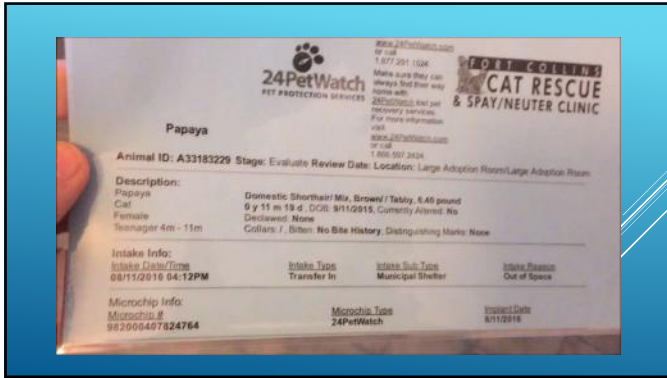 24PetWatch
PET PROTECTION SERVICES
www.24PetWatch.com
or call
1.877.291.1524
Make sure they can
always find their way
home with
24PetWatch lost pet
recovery services.
For more information
visit
www.24PetWatch.com
or call
1.866.597.2424
FORT COLLINS
CAT RESCUE
& SPAY/NEUTER CLINIC
Papaya
Animal ID: A33183229 Stage: Evaluate Review Date: Location: Large Adoption Room/Large Adoption Room
Description:
Papaya
Domestic Shorthair/ Mix, Brown/ / Tabby, 6.40 pound
Cat
0 y 11 m 19 d , DOB: 9/11/2015, Currently Altered: No
Female
Declawed: None
Teenager 4m - 11m
Collars: / , Bitten: No Bite History, Distinguishing Marks: None
Intake Info:
Intake Date/Time Intake Type Intake Sub Type Intake Reason
08/11/2016 04:12PM Transfer In Municipal Shelter Out of Space
Microchip Info:
Microchip # Microchip Type Implant Date
982000407824764 24PetWatch 8/11/2016